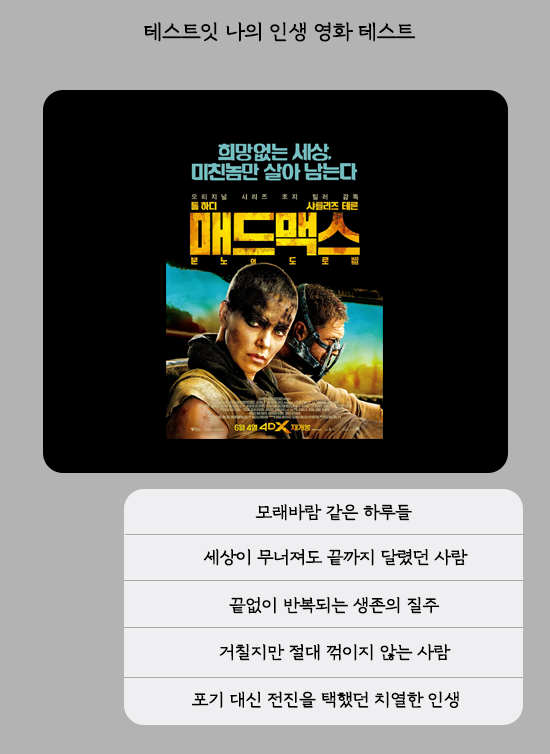 테스트잇 나의 인생 영화 테스트
희망없는 세상,
미친놈만 살아 남는다
오리지널 시리즈 조지 밀러 감독
톰 하디 샤를리즈 테론
매드맥스
분노의 도로
6월 4일 4DX 재개봉
모래바람 같은 하루들
세상이 무너져도 끝까지 달렸던 사람
끝없이 반복되는 생존의 질주
거칠지만 절대 꺾이지 않는 사람
포기 대신 전진을 택했던 치열한 인생